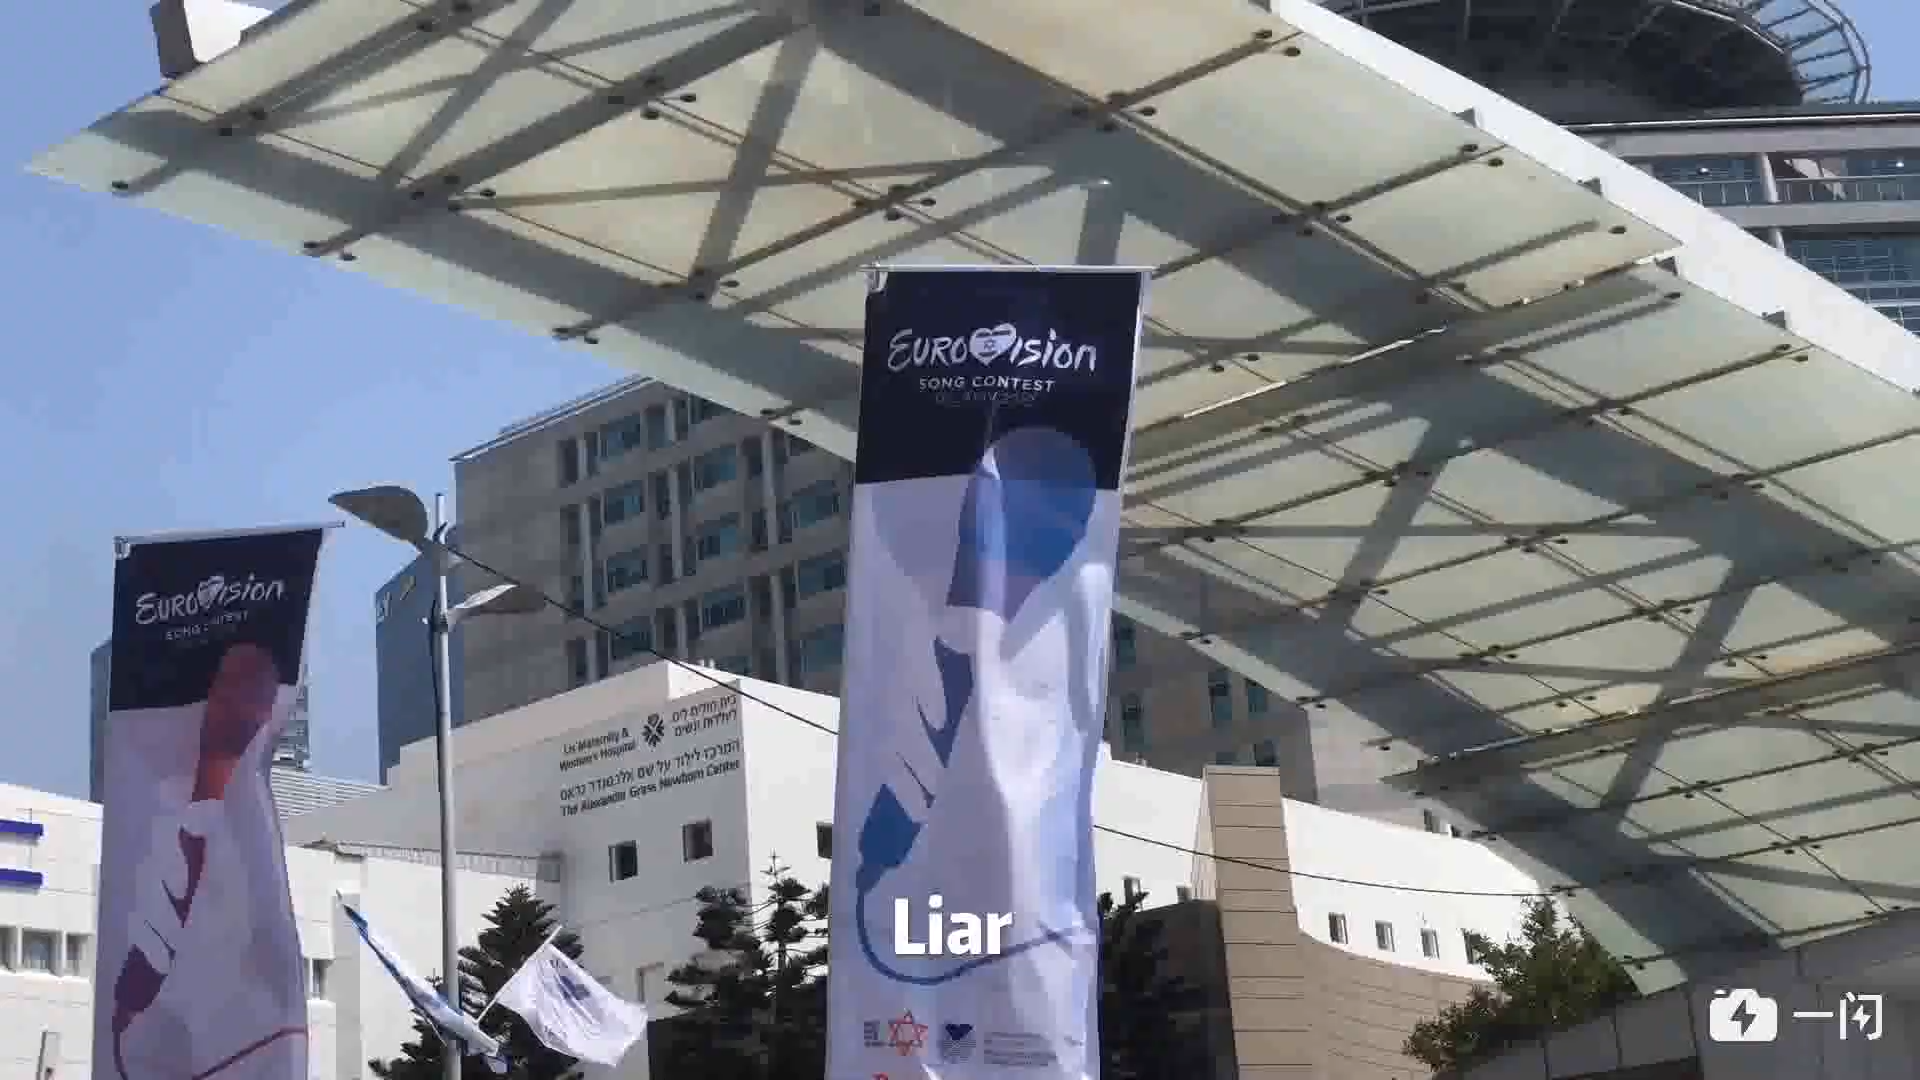 EUROVISION
SONG CONTEST
EUROVISION
SONG CONTEST
Lis Maternity &
Women's Hospital
בית חולים ליס
ליולדות ונשים
המרכז לילוד על שם אלכסנדר גראס
The Alexander Grass Newborn Center
Liar
一闪